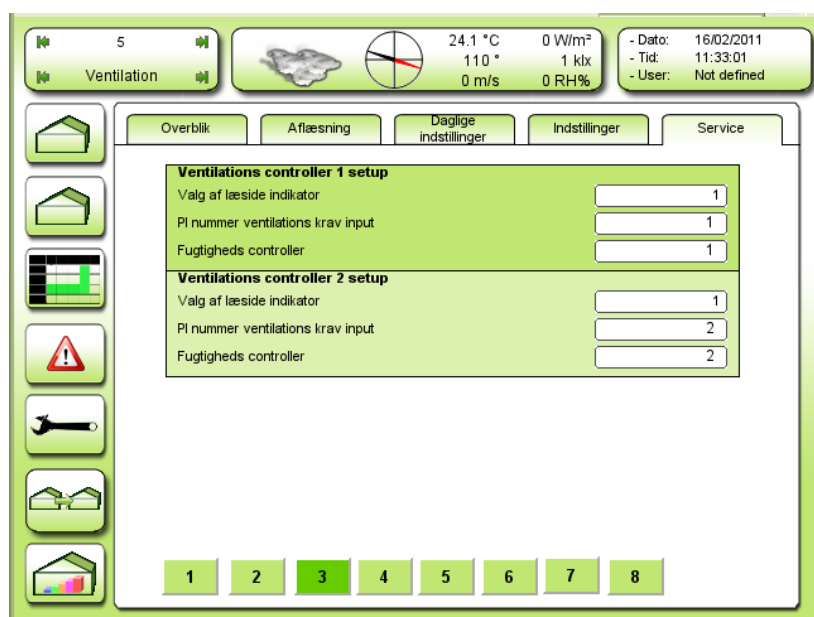 5
Ventilation
24.1 °C 0 W/m²
110 ° 1 klx
0 m/s 0 RH%
- Dato: 16/02/2011
- Tid: 11:33:01
- User: Not defined
Overblik
Aflæsning
Daglige
indstillinger
Indstillinger
Service
Ventilations controller 1 setup
Valg af læside indikator 1
PI nummer ventilations krav input 1
Fugtigheds controller 1
Ventilations controller 2 setup
Valg af læside indikator 1
PI nummer ventilations krav input 2
Fugtigheds controller 2
1 2 3 4 5 6 7 8